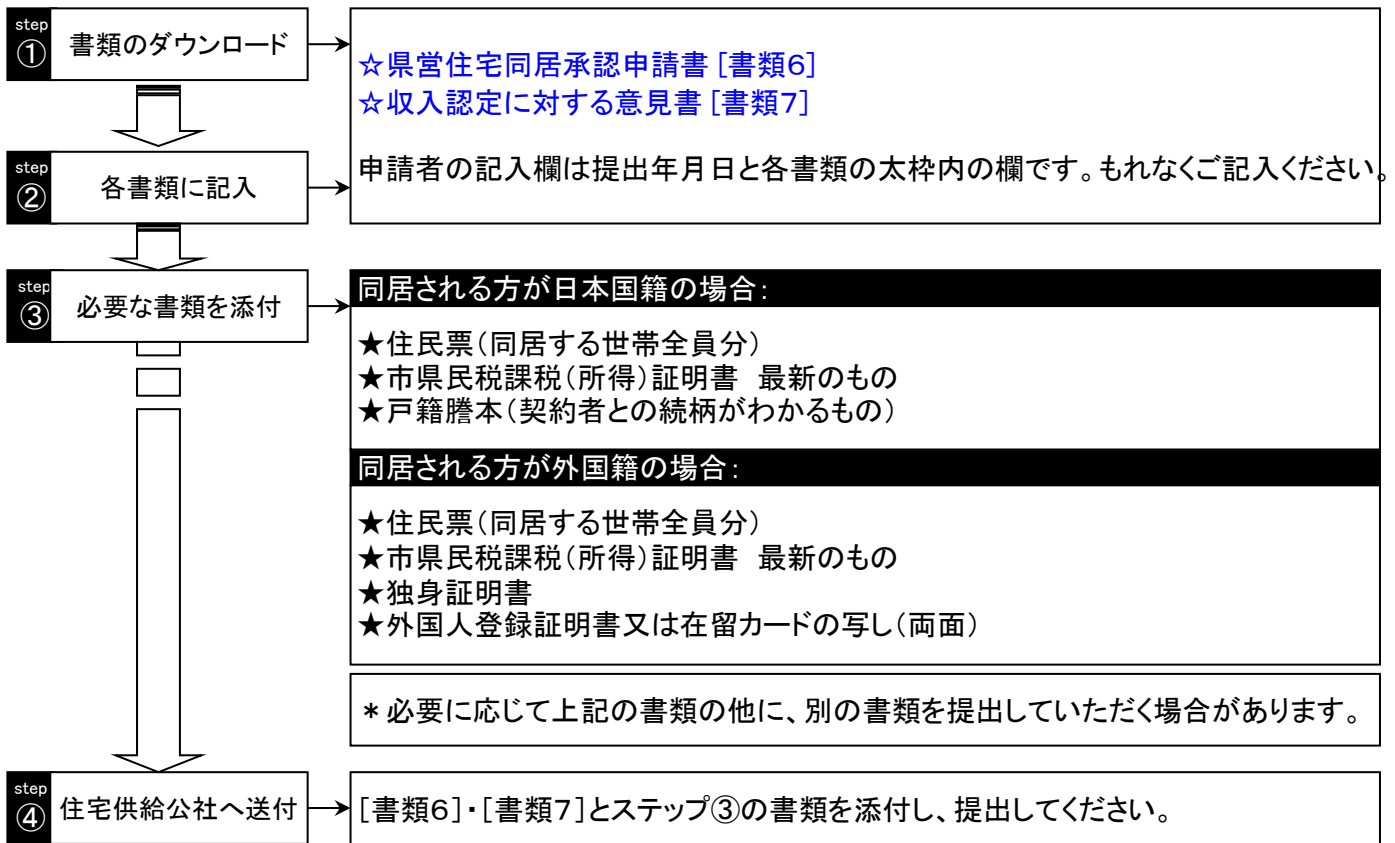 step
① 書類のダウンロード
☆県営住宅同居承認申請書 [書類6]
☆収入認定に対する意見書 [書類7]
step
② 各書類に記入
申請者の記入欄は提出年月日と各書類の太枠内の欄です。もれなくご記入ください。
step
③ 必要な書類を添付
同居される方が日本国籍の場合:
★住民票(同居する世帯全員分)
★市県民税課税(所得)証明書 最新のもの
★戸籍謄本(契約者との続柄がわかるもの)
同居される方が外国籍の場合:
★住民票(同居する世帯全員分)
★市県民税課税(所得)証明書 最新のもの
★独身証明書
★外国人登録証明書又は在留カードの写し(両面)
*必要に応じて上記の書類の他に、別の書類を提出していただく場合があります。
step
④ 住宅供給公社へ送付
[書類6]・[書類7]とステップ③の書類を添付し、提出してください。